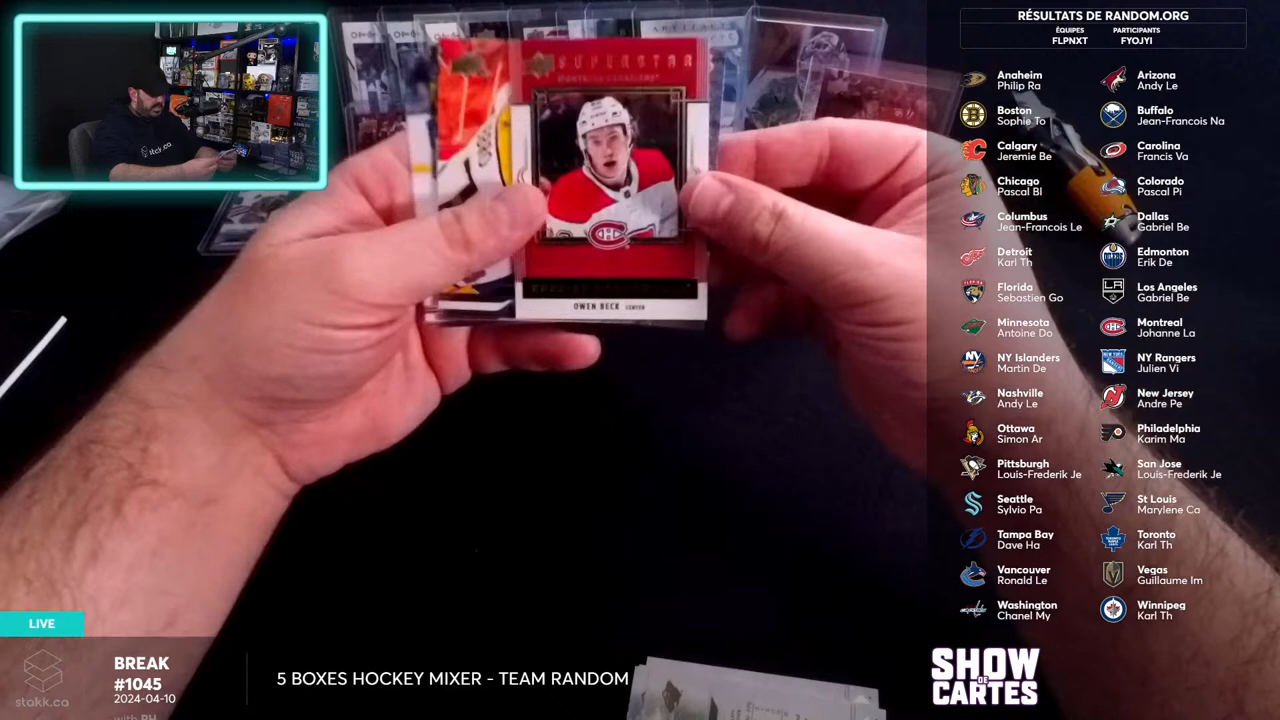 RÉSULTATS DE RANDOM.ORG
ÉQUIPES
FLPNXT
PARTICIPANTS
FYOJYI
Anaheim
Philip Ra
Arizona
Andy Le
Boston
Sophie To
Buffalo
Jean-Francois Na
Calgary
Jeremie Be
Carolina
Francis Va
Chicago
Pascal Bl
Colorado
Pascal Pi
Columbus
Jean-Francois Le
Dallas
Gabriel Be
Detroit
Karl Th
Edmonton
Erik De
Florida
Sebastien Go
Los Angeles
Gabriel Be
Minnesota
Antoine Do
Montreal
Johanne La
NY Islanders
Martin De
NY Rangers
Julien Vi
Nashville
Andy Le
New Jersey
Andre Pe
Ottawa
Simon Ar
Philadelphia
Karim Ma
Pittsburgh
Louis-Frederik Je
San Jose
Louis-Frederik Je
Seattle
Sylvio Pa
St Louis
Marylene Ca
Tampa Bay
Dave Ha
Toronto
Karl Th
Vancouver
Ronald Le
Vegas
Guillaume Im
Washington
Chanel My
Winnipeg
Karl Th
SUPERSTAR
OWEN BECK CENTER
stakk.ca
LIVE
stakk.ca
BREAK
#1045
2024-04-10
with PH
5 BOXES HOCKEY MIXER - TEAM RANDOM
SHOW
DE
CARTES